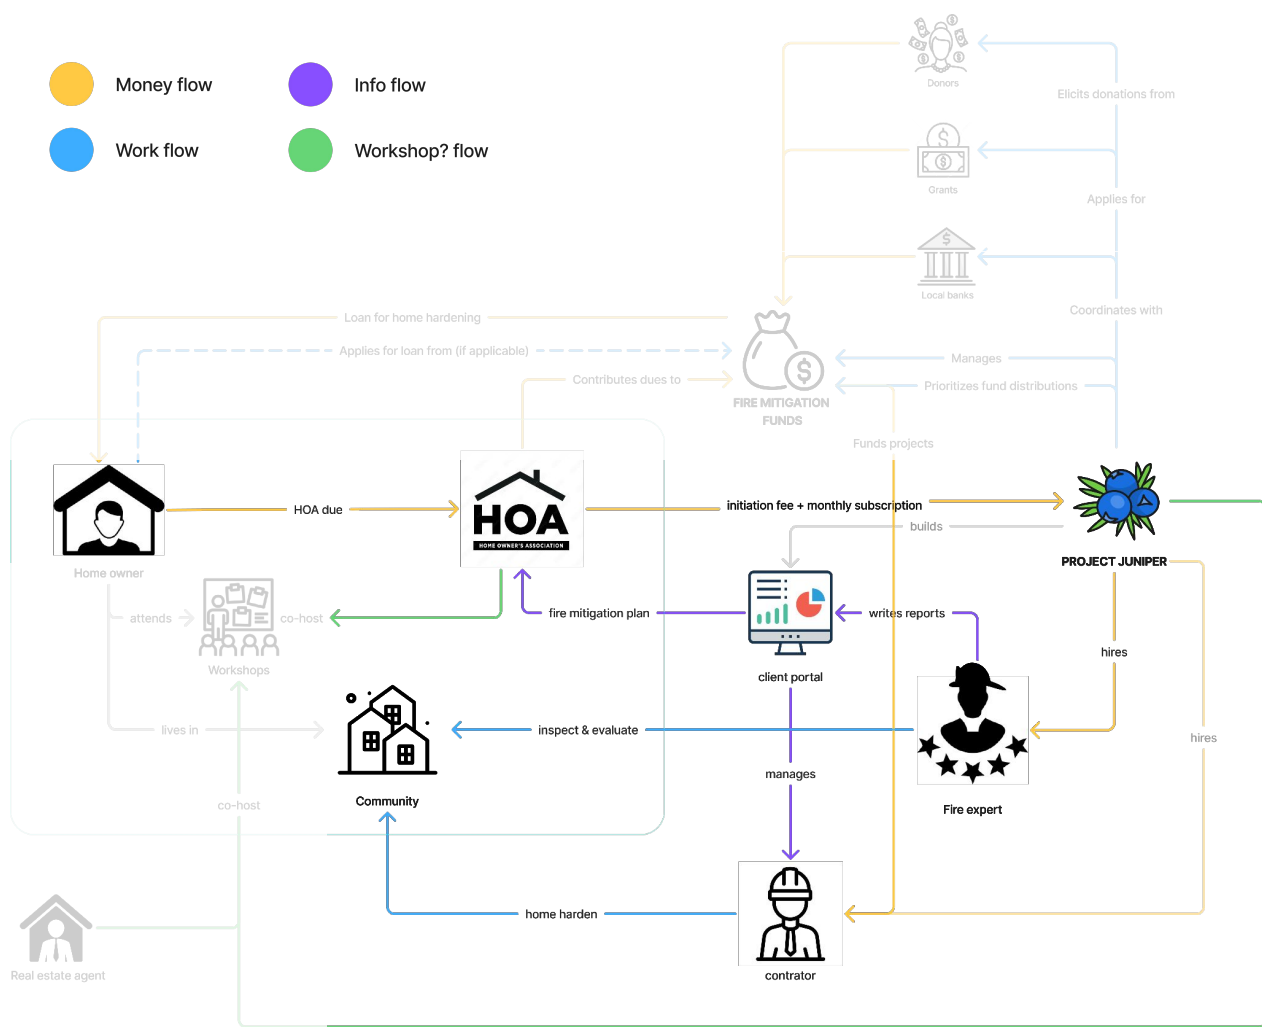 Money flow
Info flow
Work flow
Workshop? flow
Donors
Elicits donations from
Grants
Applies for
Local banks
Coordinates with
Loan for home hardening
Applies for loan from (if applicable)
Manages
Contributes dues to
Prioritizes fund distributions
FIRE MITIGATION
FUNDS
Funds projects
HOA due
HOA
HOME OWNER'S ASSOCIATION
initiation fee + monthly subscription
builds
PROJECT JUNIPER
Home owner
attends
co-host
fire mitigation plan
writes reports
hires
Workshops
client portal
lives in
inspect & evaluate
hires
manages
Community
co-host
Fire expert
home harden
Real estate agent
contrator